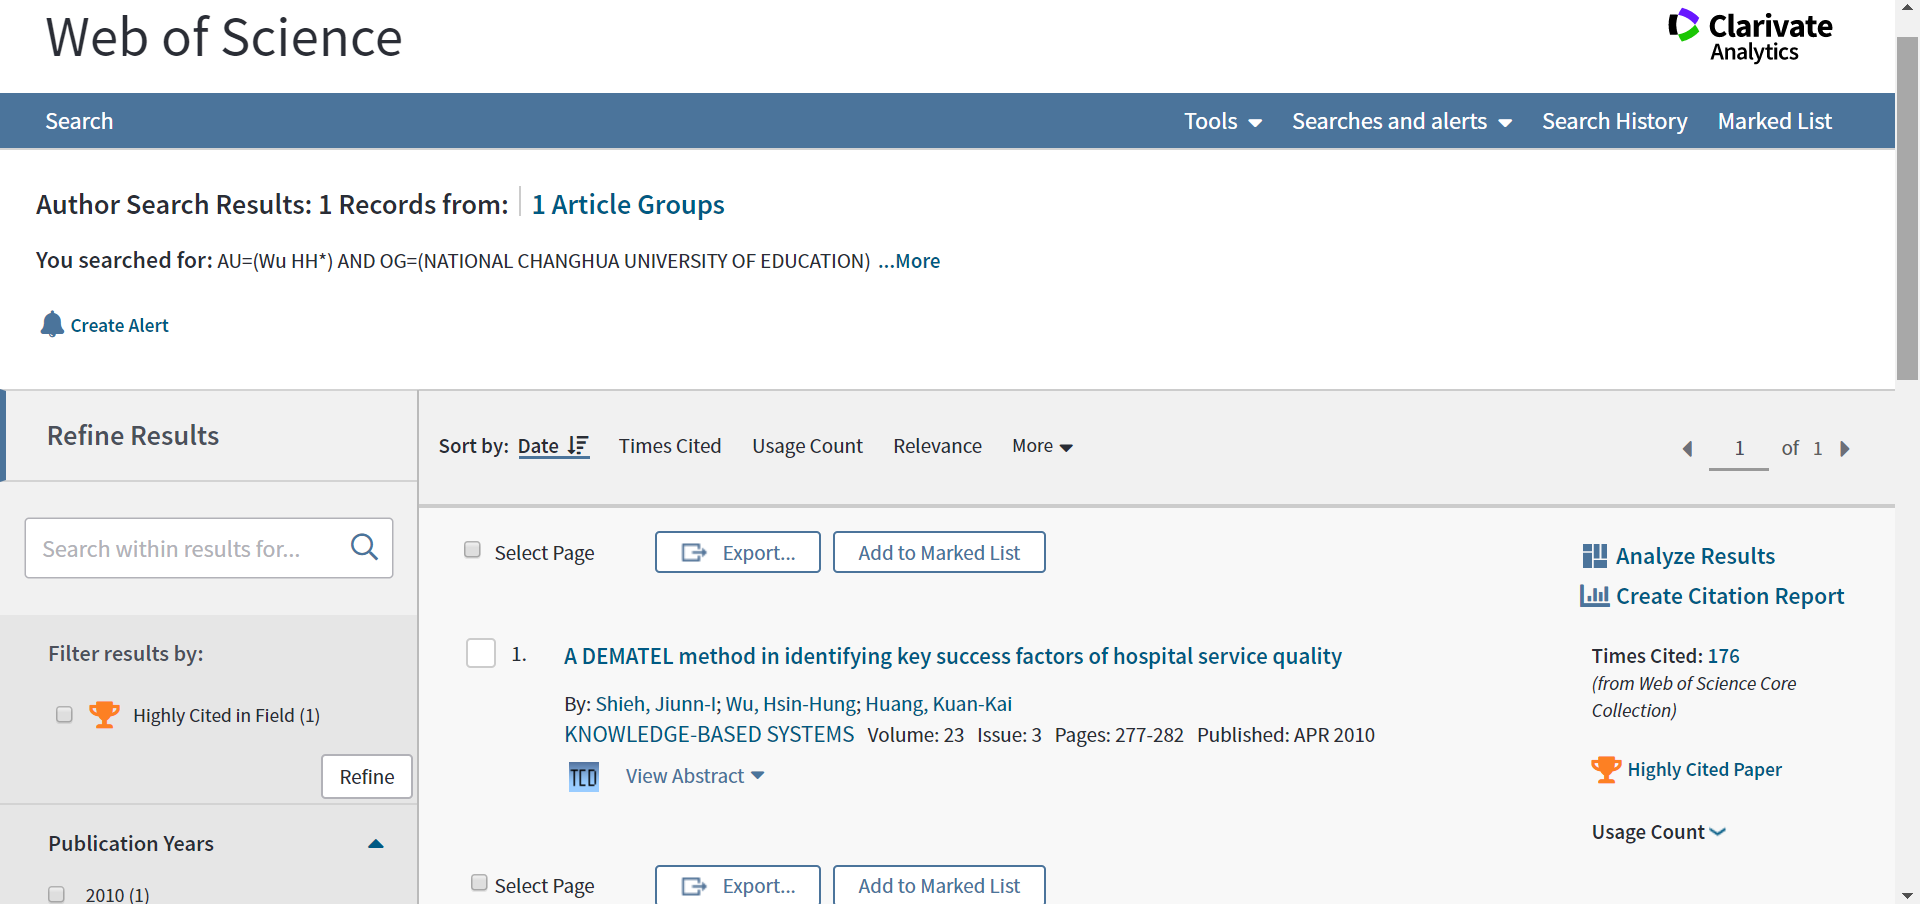 Web of Science
Clarivate
Analytics
Search
Tools
Searches and alerts
Search History
Marked List
Author Search Results: 1 Records from:
1 Article Groups
You searched for: AU=(Wu HH*) AND OG=(NATIONAL CHANGHUA UNIVERSITY OF EDUCATION) ...More
Create Alert
Refine Results
Sort by: Date
Times Cited
Usage Count
Relevance
More
1 of 1
Search within results for...
Select Page
Export...
Add to Marked List
Analyze Results
Create Citation Report
Filter results by:
Highly Cited in Field (1)
Refine
1.
A DEMATEL method in identifying key success factors of hospital service quality
By: Shieh, Jiunn-I; Wu, Hsin-Hung; Huang, Kuan-Kai
KNOWLEDGE-BASED SYSTEMS Volume: 23 Issue: 3 Pages: 277-282 Published: APR 2010
TCD
View Abstract
Times Cited: 176
(from Web of Science Core
Collection)
Highly Cited Paper
Usage Count
Publication Years
2010 (1)
Select Page
Export...
Add to Marked List